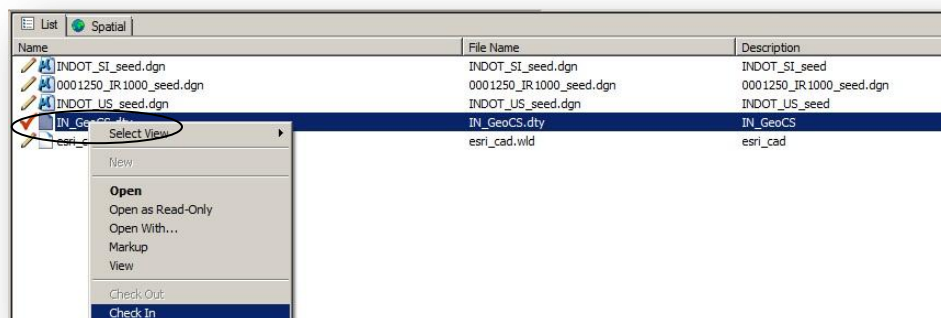 List Spatial
Name File Name Description
INDOT_SI_seed.dgn INDOT_SI_seed.dgn INDOT_SI_seed
0001250_IR1000_seed.dgn 0001250_IR1000_seed.dgn 0001250_IR1000_seed.dgn
INDOT_US_seed.dgn INDOT_US_seed.dgn INDOT_US_seed
IN_GeoCS.dty IN_GeoCS.dty IN_GeoCS
esri_c esri_cad.wld esri_cad
Select View
New
Open
Open as Read-Only
Open With...
Markup
View
Check Out
Check In